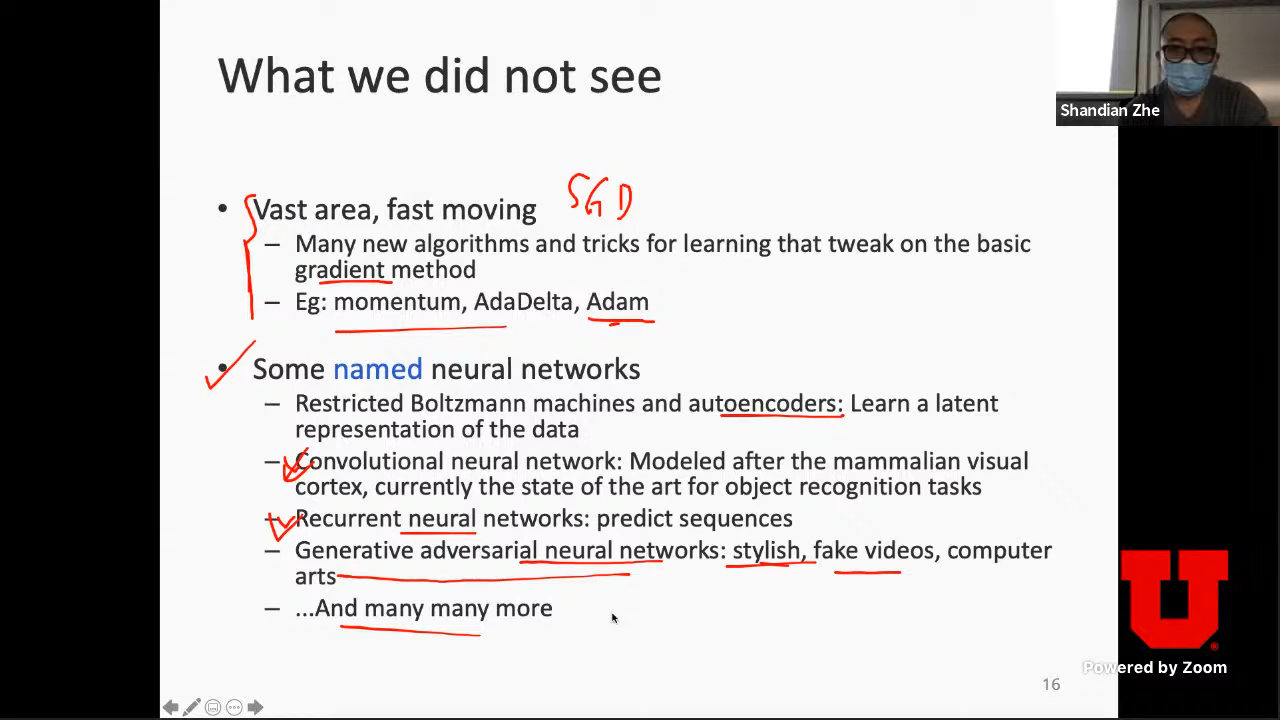 What we did not see
Shandian Zhe
• Vast area, fast moving SGD
– Many new algorithms and tricks for learning that tweak on the basic
gradient method
– Eg: momentum, AdaDelta, Adam
• Some named neural networks
– Restricted Boltzmann machines and autoencoders: Learn a latent
representation of the data
– Convolutional neural network: Modeled after the mammalian visual
cortex, currently the state of the art for object recognition tasks
– Recurrent neural networks: predict sequences
– Generative adversarial neural networks: stylish, fake videos, computer
arts
– ...And many many more
U
Powered by Zoom
16